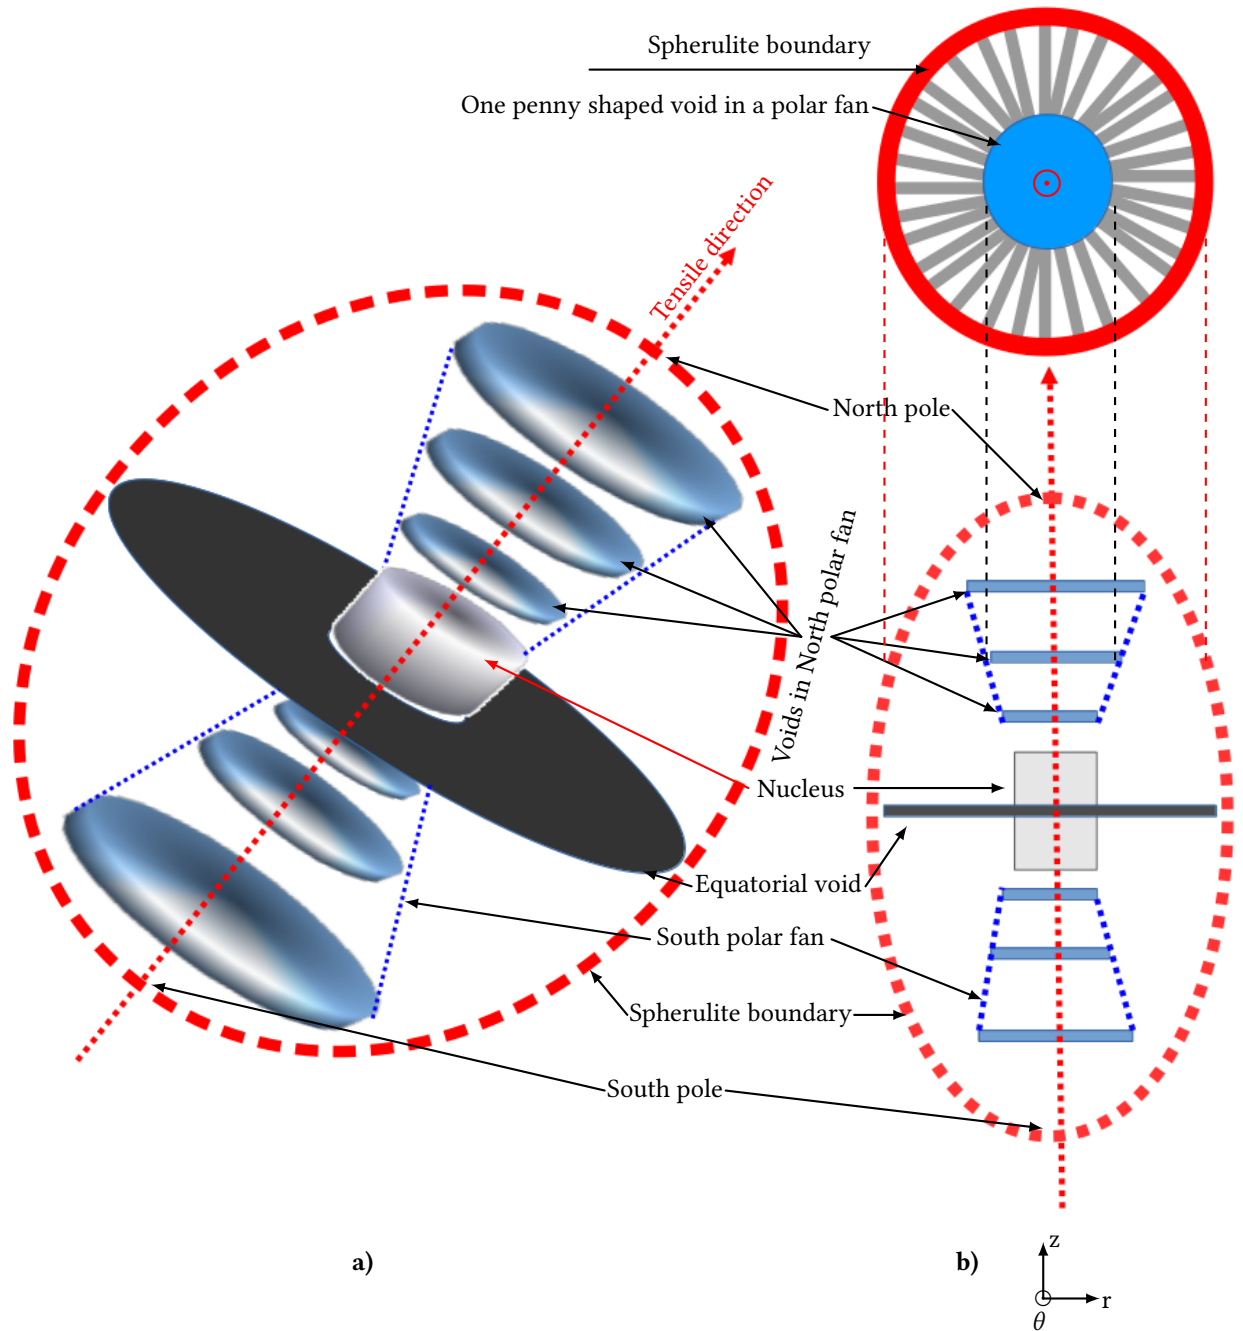 Spherulite boundary
One penny shaped void in a polar fan
Tensile direction
North pole
Voids in North polar fan
Nucleus
Equatorial void
South polar fan
Spherulite boundary
South pole
a)
b)
z
r
θ